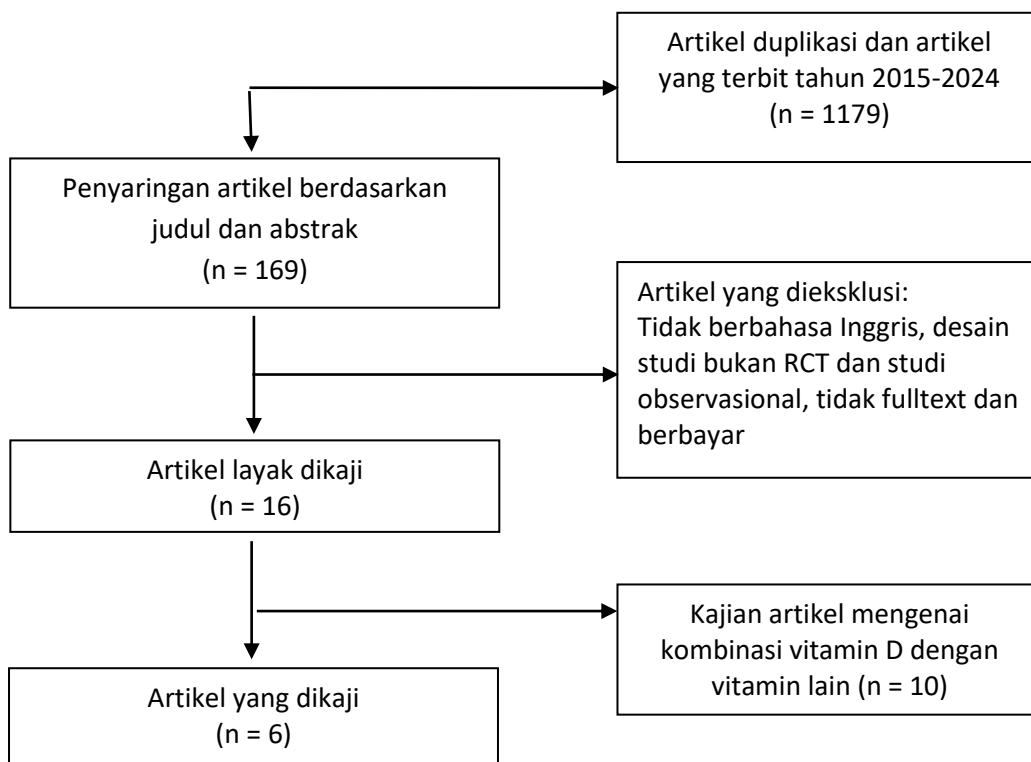 Artikel duplikasi dan artikel
yang terbit tahun 2015-2024
(n = 1179)
Penyaringan artikel berdasarkan
judul dan abstrak
(n = 169)
Artikel yang dieksklusi:
Tidak berbahasa Inggris, desain
studi bukan RCT dan studi
observasional, tidak fulltext dan
berbayar
Artikel layak dikaji
(n = 16)
Kajian artikel mengenai
kombinasi vitamin D dengan
vitamin lain (n = 10)
Artikel yang dikaji
(n = 6)